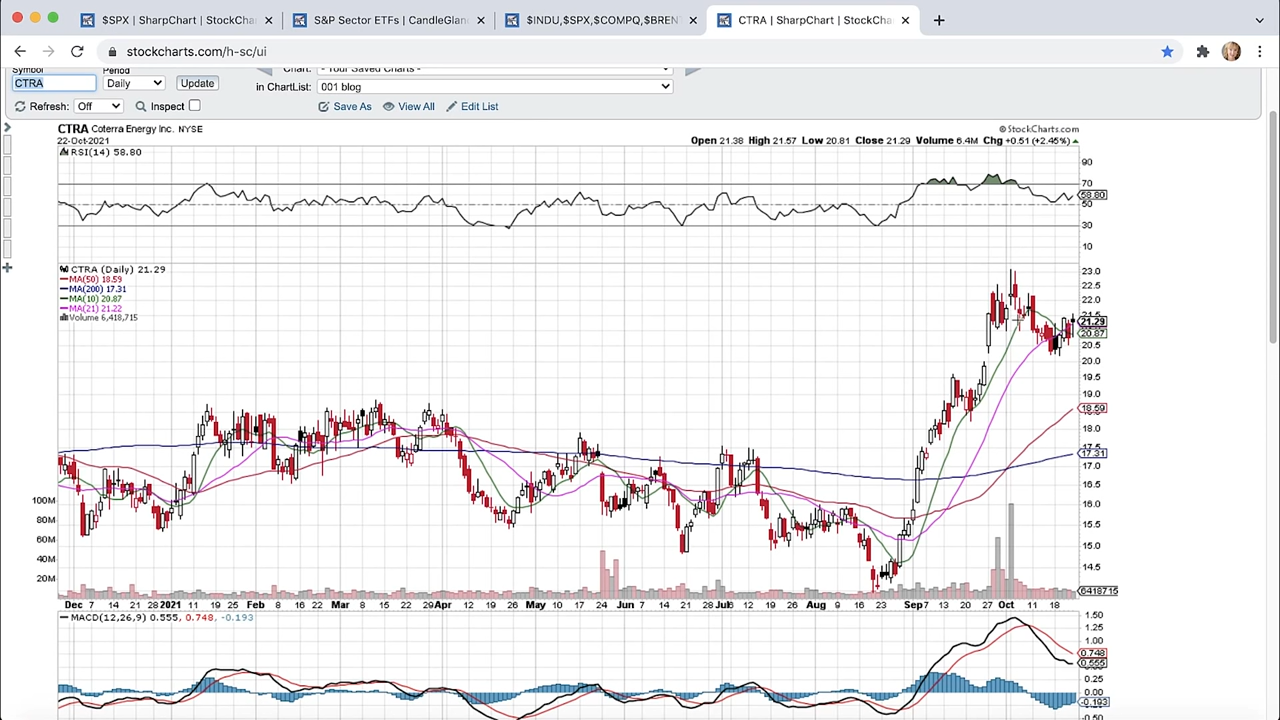 $SPX | SharpChart | StockChar
S&P Sector ETFs | CandleGlan
$INDU,$SPX,$COMPQ,$BREN
CTRA | SharpChart | StockCha
stockcharts.com/h-sc/ui
Symbol Period Chart: - Your Saved Charts -
CTRA Daily Update in ChartList: 001 blog
Refresh: Off Inspect Save As View All Edit List
CTRA Coterra Energy Inc. NYSE © StockCharts.com
22-Oct-2021 Open 21.38 High 21.57 Low 20.81 Close 21.29 Volume 6.4M Chg +0.51 (+2.45%)
RSI(14) 58.80
90
70
58.80
50
30
10
CTRA (Daily) 21.29
MA(50) 18.59
MA(200) 17.31
MA(10) 20.87
MA(21) 21.22
Volume 6,418,715
23.0
22.5
22.0
21.5
21.29
20.87
20.5
20.0
19.5
19.0
18.59
18.0
17.5
17.31
17.0
16.5
16.0
15.5
15.0
14.5
100M
80M
60M
40M
20M
6418715
Dec 7 14 21 28 2021 11 19 25 Feb 8 16 22 Mar 8 15 22 29 Apr 12 19 26 May 10 17 24 Jun 7 14 21 28 Jul 6 12 19 26 Aug 9 16 23 Sep 7 13 20 27 Oct 11 18
MACD(12,26,9) 0.555, 0.748, -0.193
1.50
1.25
1.00
0.748
0.555
0.25
0.00
-0.193
-0.50